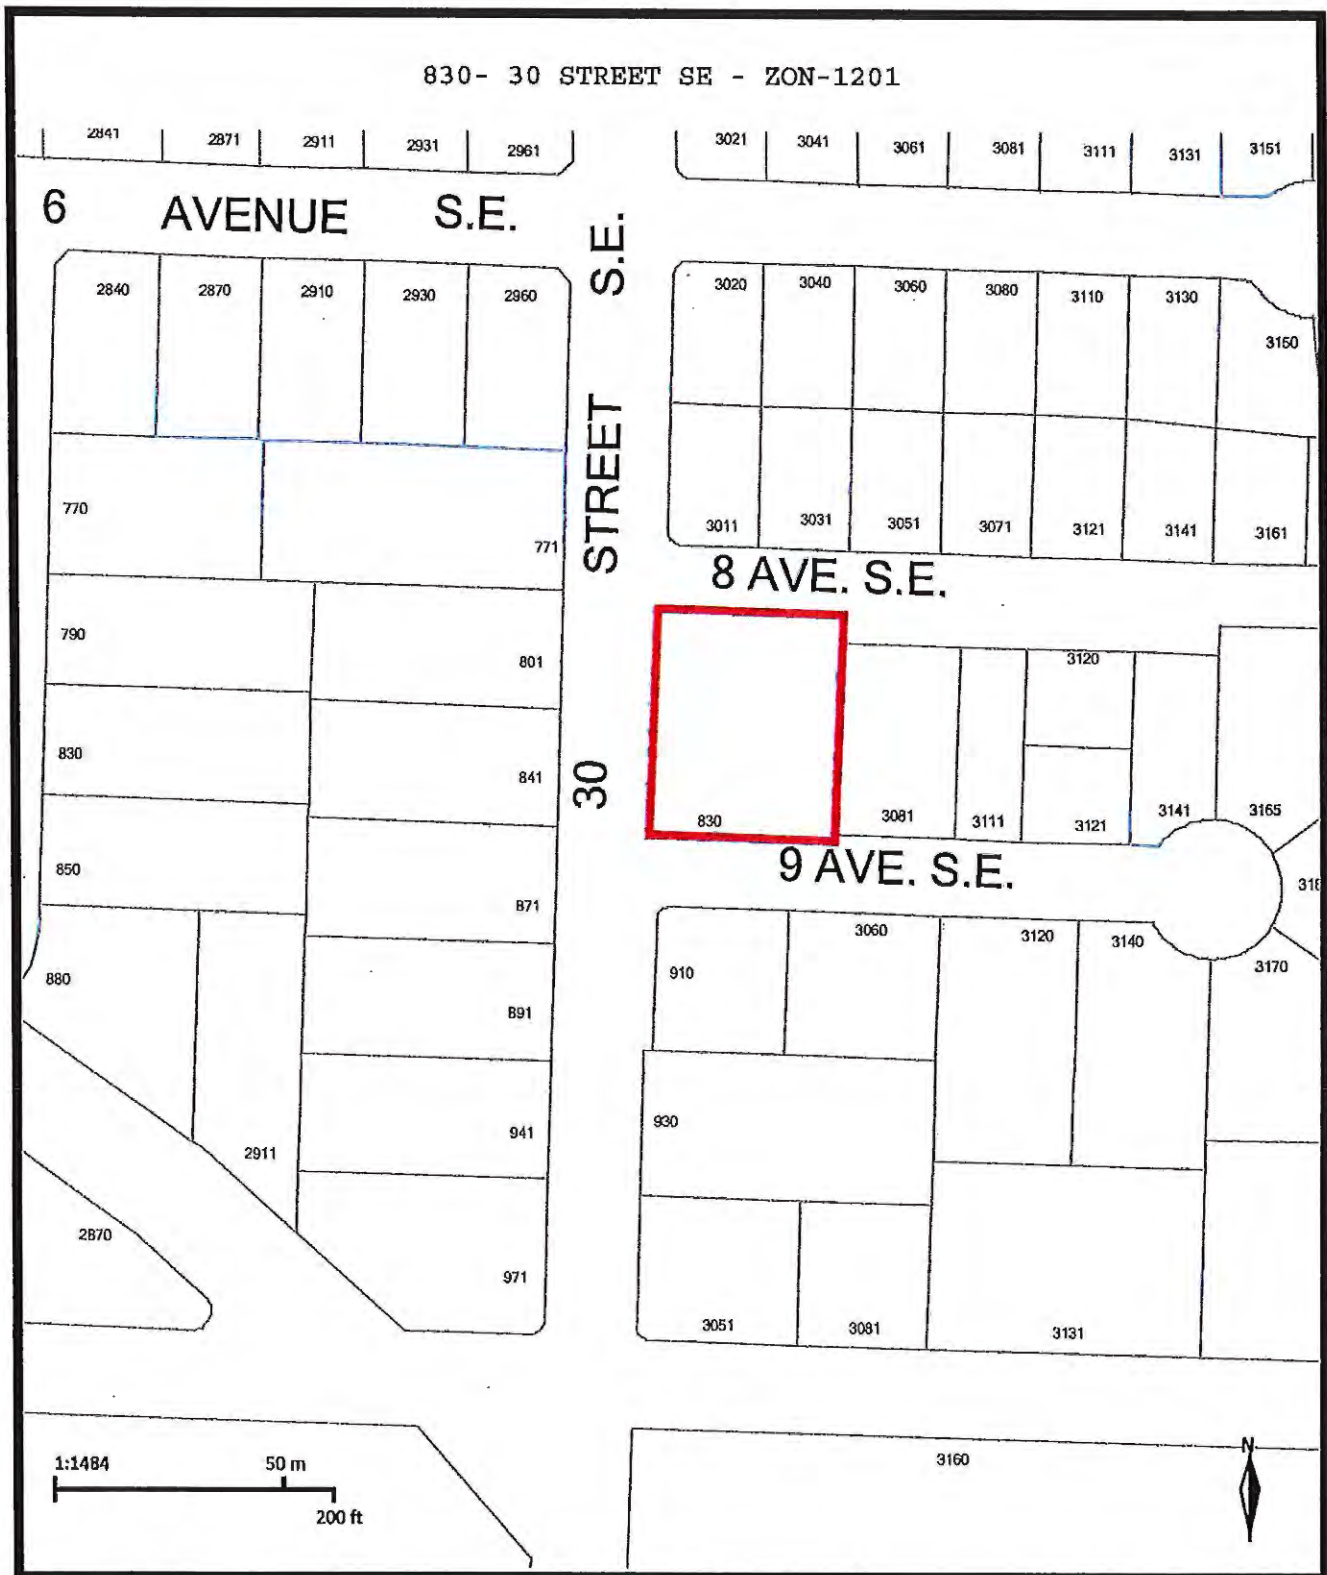 830- 30 STREET SE - ZON-1201
2841 2871 2911 2931 2961 3021 3041 3061 3081 3111 3131 3151
6 AVENUE S.E.
2840 2870 2910 2930 2960 3020 3040 3060 3080 3110 3130
3150
30 STREET S.E.
770 771 3011 3031 3051 3071 3121 3141 3161
8 AVE. S.E.
790 801 3120
830 841
830 3081 3111 3121 3141 3165
9 AVE. S.E.
850 871 318
3060 3120 3140
880 891 910 3170
930
2911 941
2870
971
3051 3081 3131
3160
1:1484 50 m
200 ft
N